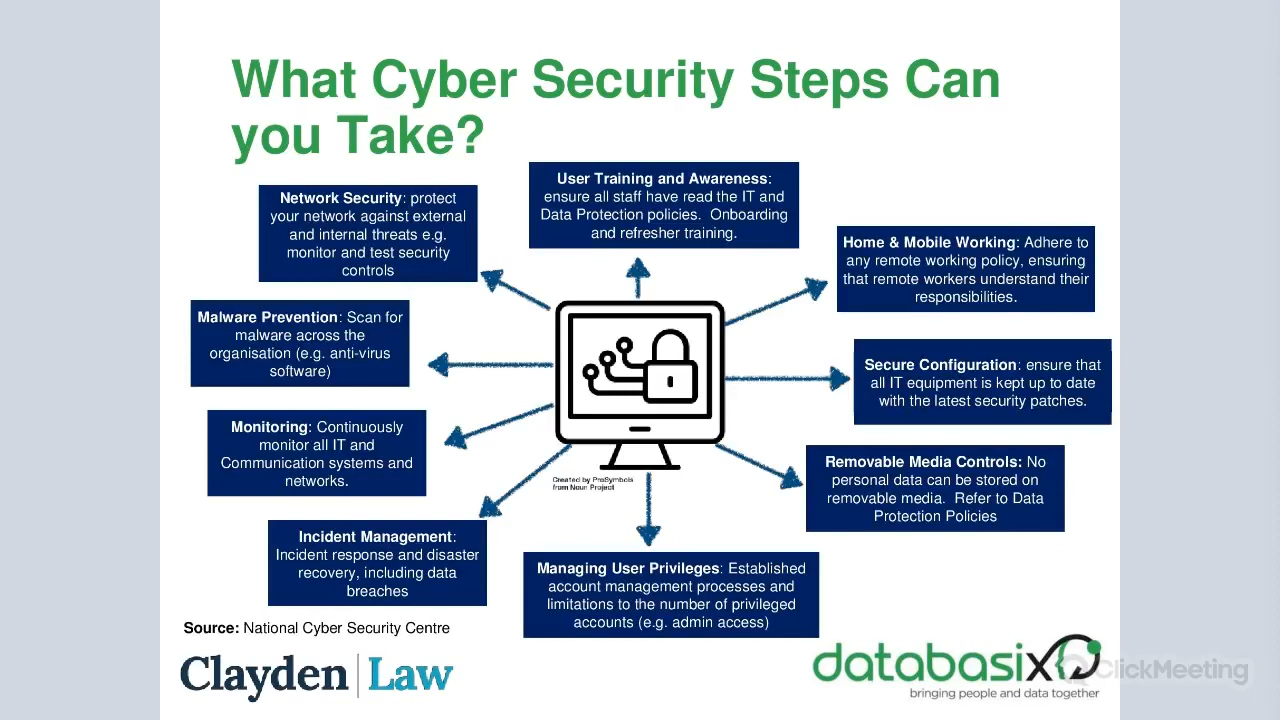 What Cyber Security Steps Can
you Take?
Network Security: protect
your network against external
and internal threats e.g.
monitor and test security
controls
User Training and Awareness:
ensure all staff have read the IT and
Data Protection policies. Onboarding
and refresher training.
Home & Mobile Working: Adhere to
any remote working policy, ensuring
that remote workers understand their
responsibilities.
Malware Prevention: Scan for
malware across the
organisation (e.g. anti-virus
software)
Secure Configuration: ensure that
all IT equipment is kept up to date
with the latest security patches.
Monitoring: Continuously
monitor all IT and
Communication systems and
networks.
Removable Media Controls: No
personal data can be stored on
removable media. Refer to Data
Protection Policies
Created by ProSymbols
from Noun Project
Incident Management:
Incident response and disaster
recovery, including data
breaches
Managing User Privileges: Established
account management processes and
limitations to the number of privileged
accounts (e.g. admin access)
Source: National Cyber Security Centre
Clayden Law
databasix
bringing people and data together
ClickMeeting